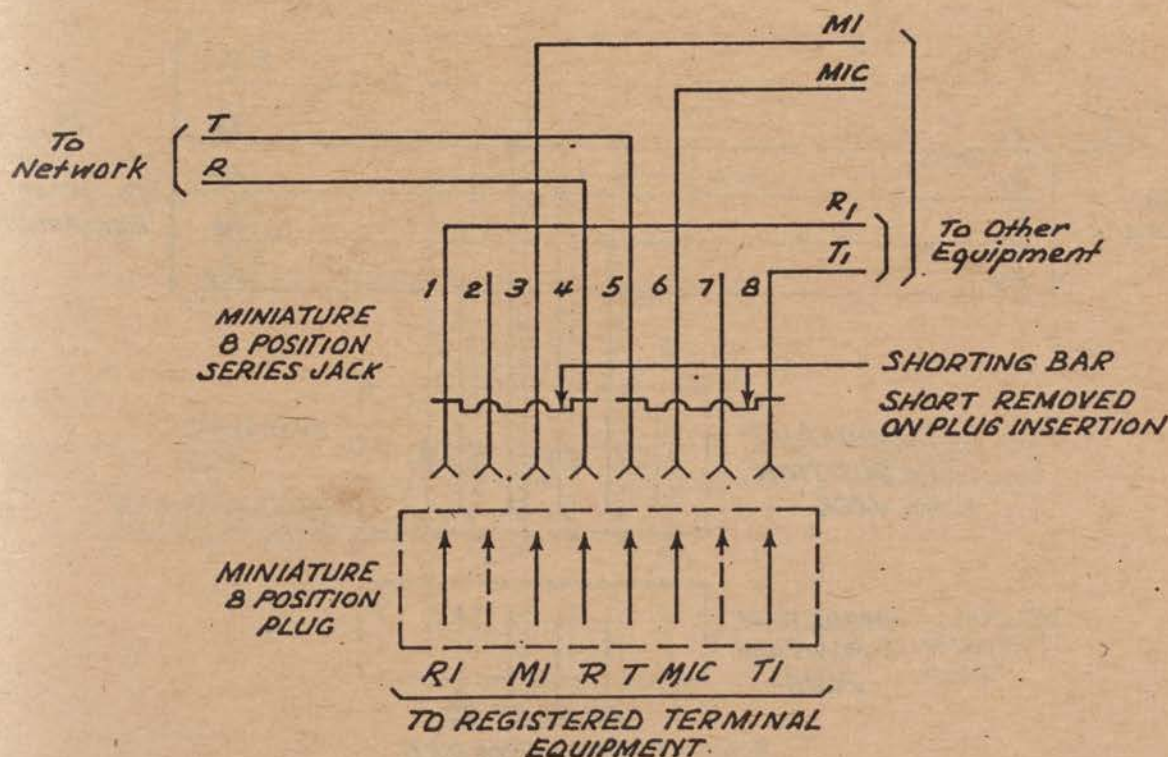 MI
MIC
T
To
Network
R
R1
To Other
Equipment
T1
1 2 3 4 5 6 7 8
MINIATURE
8 POSITION
SERIES JACK
SHORTING BAR
SHORT REMOVED
ON PLUG INSERTION
MINIATURE
8 POSITION
PLUG
R1 MI R T MIC T1
TO REGISTERED TERMINAL
EQUIPMENT.